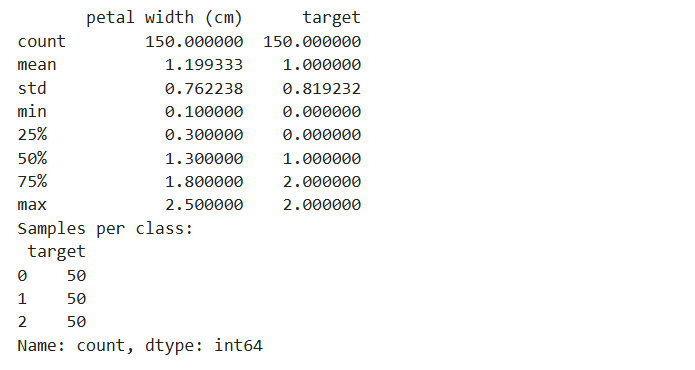 petal width (cm) target
count 150.000000 150.000000
mean 1.199333 1.000000
std 0.762238 0.819232
min 0.100000 0.000000
25% 0.300000 0.000000
50% 1.300000 1.000000
75% 1.800000 2.000000
max 2.500000 2.000000
Samples per class:
target
0 50
1 50
2 50
Name: count, dtype: int64